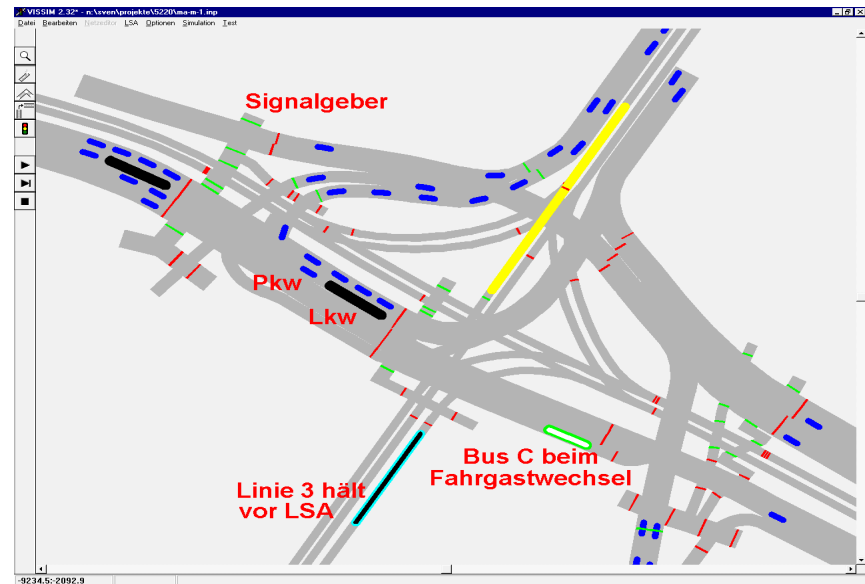 VISSIM 2.32* - n:\sven\projekte\5220\ma-m-1.inp
Datei Bearbeiten Netzeditor LSA Optionen Simulation Test
Signalgeber
Pkw
Lkw
Bus C beim
Fahrgastwechsel
Linie 3 hält
vor LSA
-9234.5:-2092.9